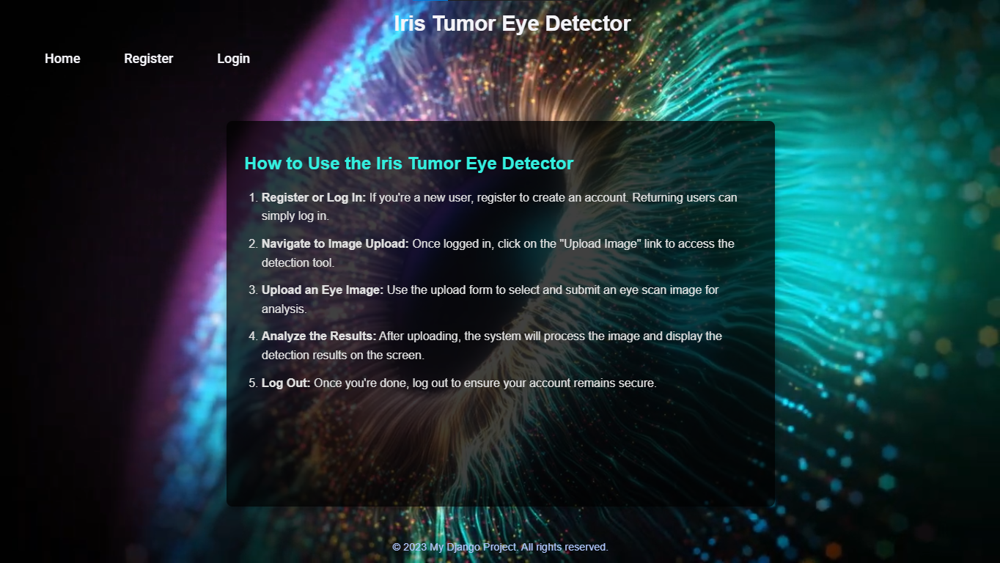 Iris Tumor Eye Detector
Home Register Login
How to Use the Iris Tumor Eye Detector
1. Register or Log In: If you're a new user, register to create an account. Returning users can
simply log in.
2. Navigate to Image Upload: Once logged in, click on the "Upload Image" link to access the
detection tool.
3. Upload an Eye Image: Use the upload form to select and submit an eye scan image for
analysis.
4. Analyze the Results: After uploading, the system will process the image and display the
detection results on the screen.
5. Log Out: Once you're done, log out to ensure your account remains secure.
© 2023 My Django Project. All rights reserved.